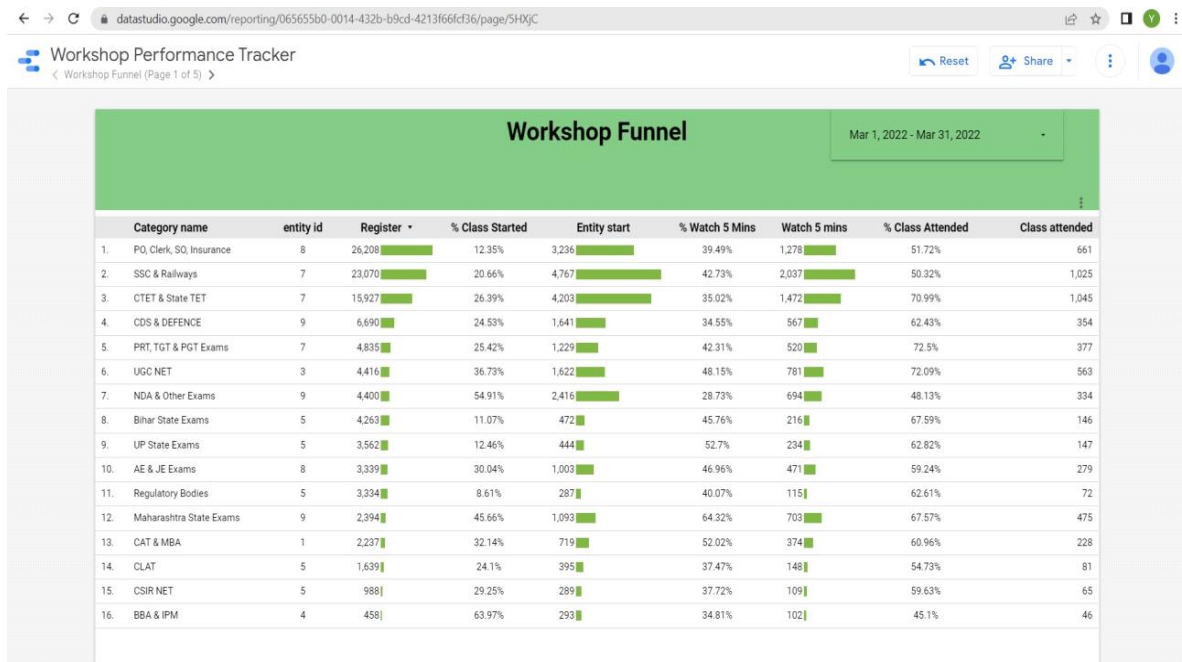 datastudio.google.com/reporting/065655b0-0014-432b-b9cd-4213f66fcf36/page/5HXjC
Y
Workshop Performance Tracker
Workshop Funnel (Page 1 of 5)
Reset
Share
Workshop Funnel
Mar 1, 2022 - Mar 31, 2022
Category name entity id Register % Class Started Entity start % Watch 5 Mins Watch 5 mins % Class Attended Class attended
1. PO, Clerk, SO, Insurance 8 26,208 12.35% 3,236 39.49% 1,278 51.72% 661
2. SSC & Railways 7 23,070 20.66% 4,767 42.73% 2,037 50.32% 1,025
3. CTET & State TET 7 15,927 26.39% 4,203 35.02% 1,472 70.99% 1,045
4. CDS & DEFENCE 9 6,690 24.53% 1,641 34.55% 567 62.43% 354
5. PRT, TGT & PGT Exams 7 4,835 25.42% 1,229 42.31% 520 72.5% 377
6. UGC NET 3 4,416 36.73% 1,622 48.15% 781 72.09% 563
7. NDA & Other Exams 9 4,400 54.91% 2,416 28.73% 694 48.13% 334
8. Bihar State Exams 5 4,263 11.07% 472 45.76% 216 67.59% 146
9. UP State Exams 5 3,562 12.46% 444 52.7% 234 62.82% 147
10. AE & JE Exams 8 3,339 30.04% 1,003 46.96% 471 59.24% 279
11. Regulatory Bodies 5 3,334 8.61% 287 40.07% 115 62.61% 72
12. Maharashtra State Exams 9 2,394 45.66% 1,093 64.32% 703 67.57% 475
13. CAT & MBA 1 2,237 32.14% 719 52.02% 374 60.96% 228
14. CLAT 5 1,639 24.1% 395 37.47% 148 54.73% 81
15. CSIR NET 5 988 29.25% 289 37.72% 109 59.63% 65
16. BBA & IPM 4 458 63.97% 293 34.81% 102 45.1% 46